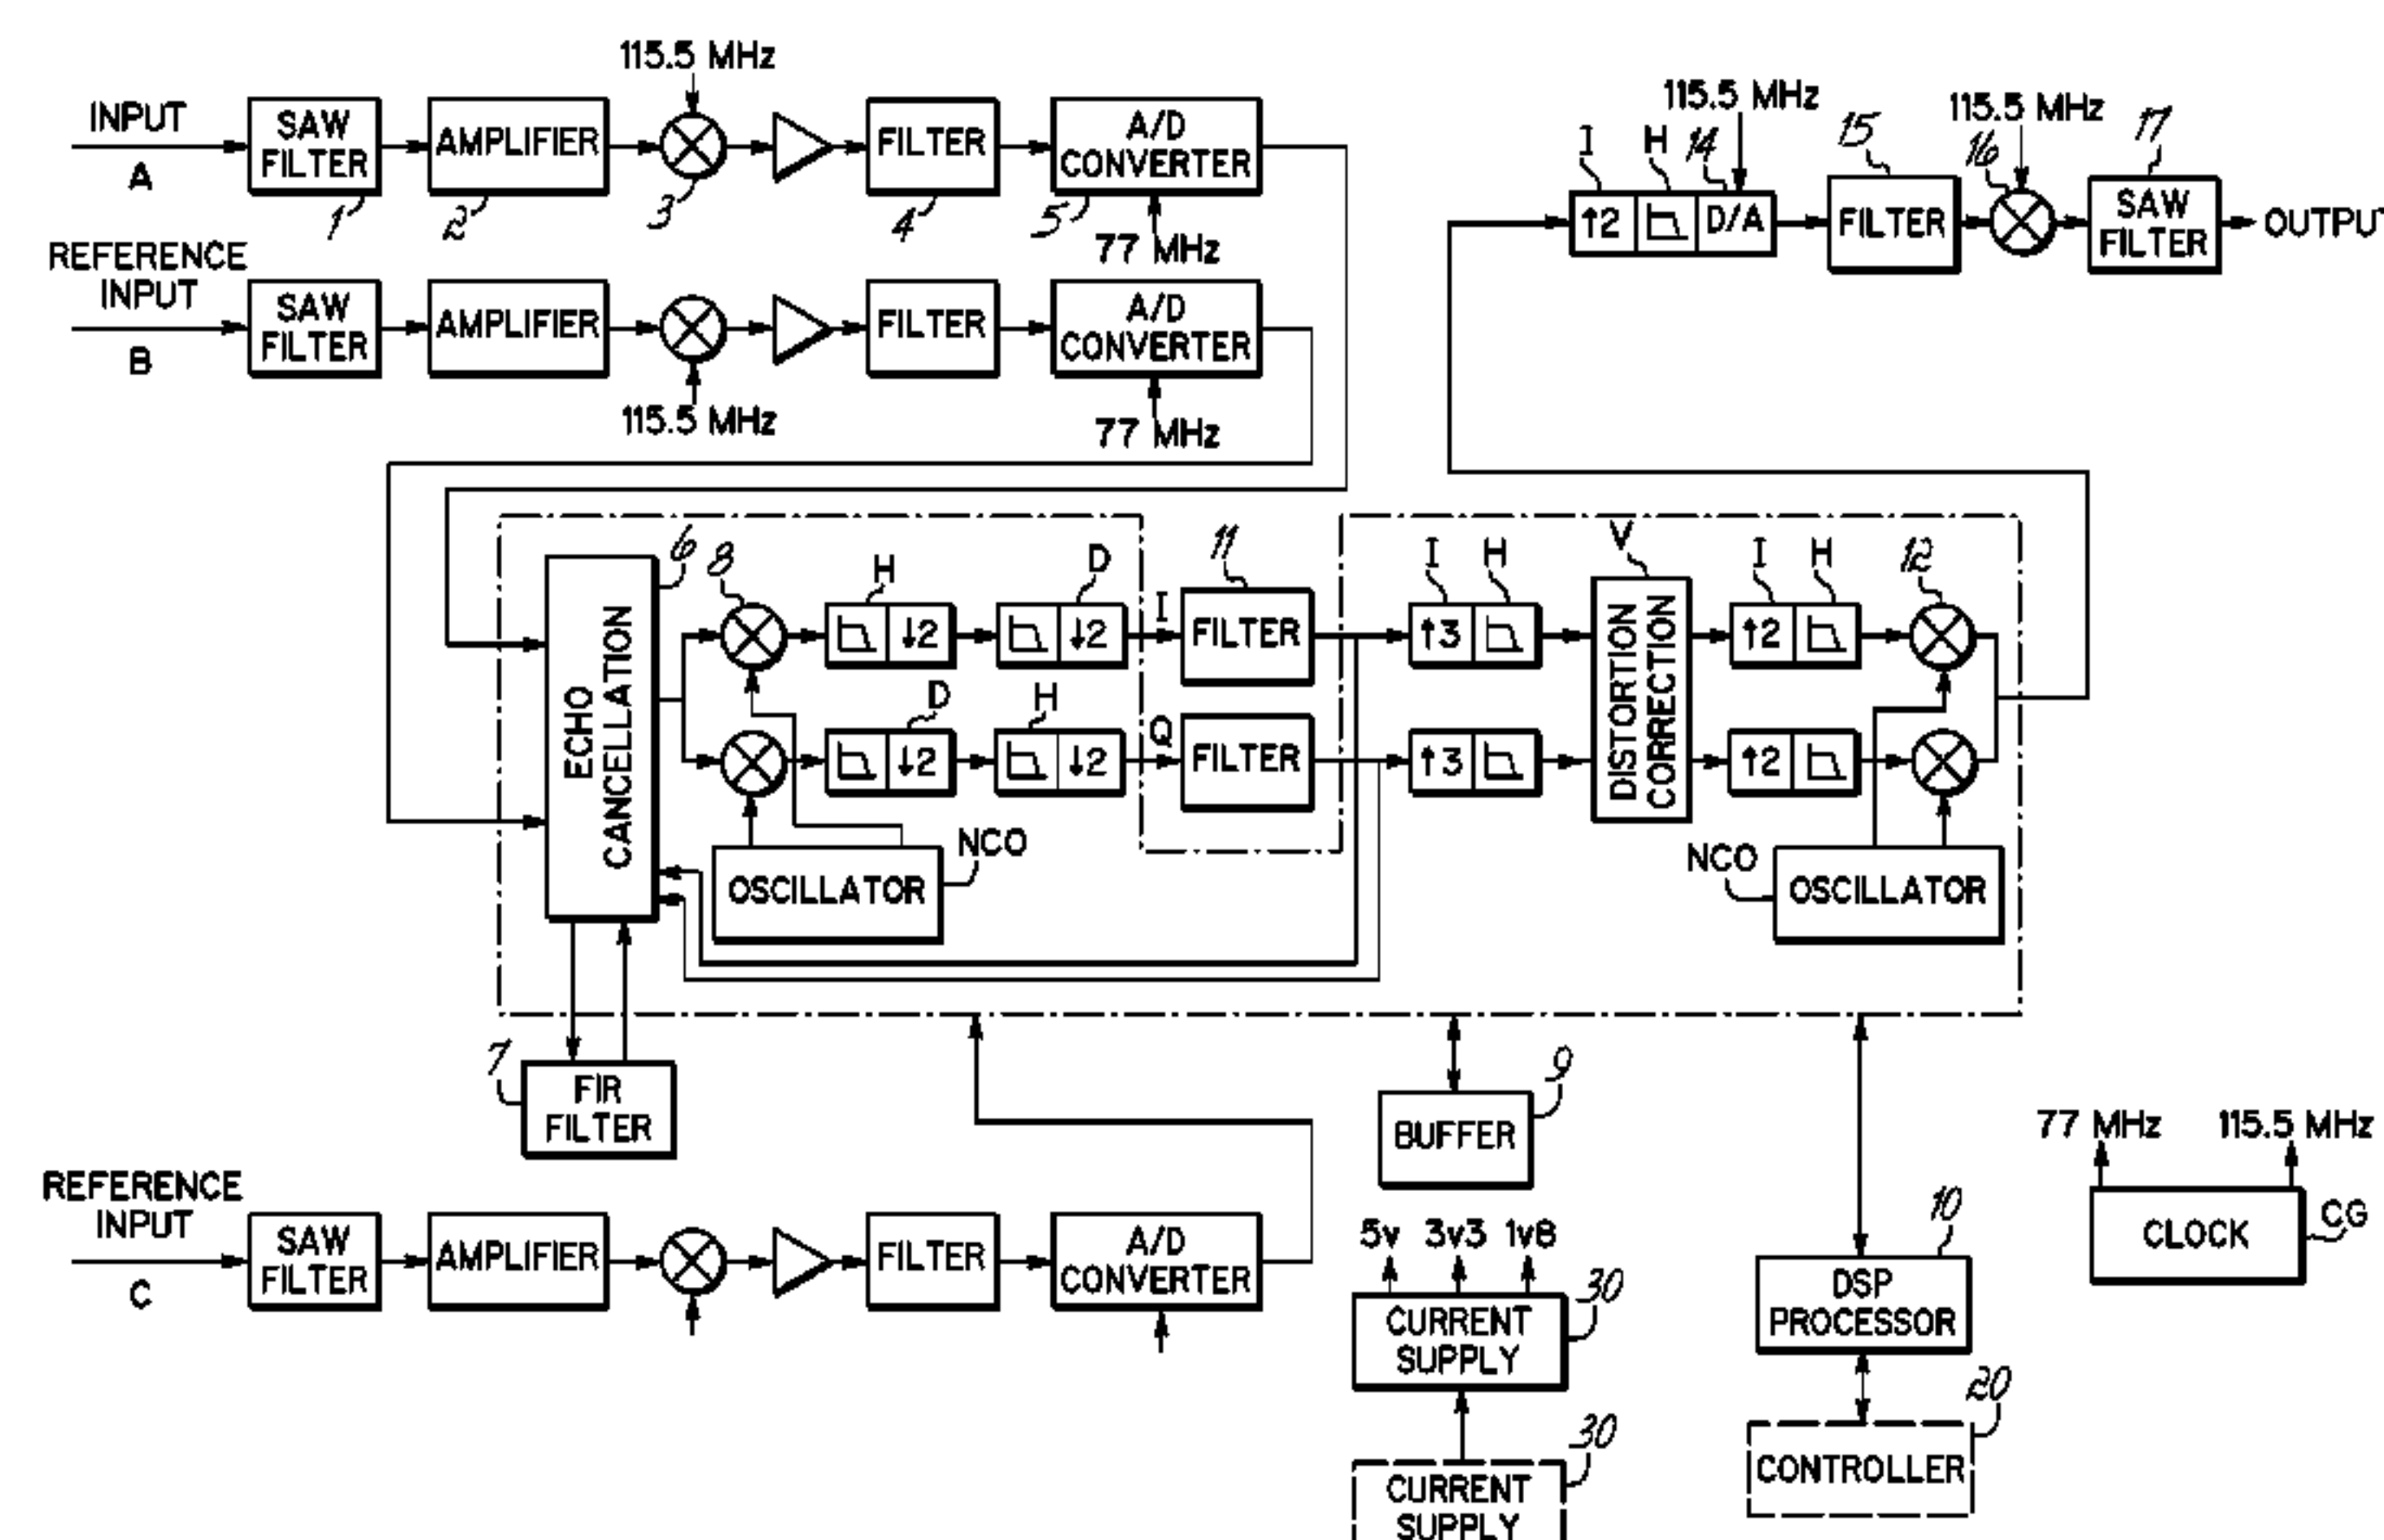 115.5 MHz
INPUT
A
SAW
FILTER
1
AMPLIFIER
2
3
FILTER
4
A/D
CONVERTER
5
77 MHz
REFERENCE
INPUT
B
SAW
FILTER
AMPLIFIER
115.5 MHz
FILTER
A/D
CONVERTER
77 MHz
115.5 MHz
I
H
14
↑2
D/A
15
FILTER
115.5 MHz
16
17
SAW
FILTER
OUTPUT
6
ECHO
CANCELLATION
8
H
↓2
D
↓2
I
11
FILTER
D
↓2
H
↓2
Q
FILTER
I
H
↑3
↑3
V
DISTORTION
CORRECTION
I
H
↑2
↑2
12
OSCILLATOR
NCO
NCO
OSCILLATOR
7
FIR
FILTER
9
BUFFER
77 MHz
115.5 MHz
CLOCK
CG
REFERENCE
INPUT
C
SAW
FILTER
AMPLIFIER
FILTER
A/D
CONVERTER
5v
3v3
1v8
CURRENT
SUPPLY
30
10
DSP
PROCESSOR
30
CURRENT
SUPPLY
20
CONTROLLER